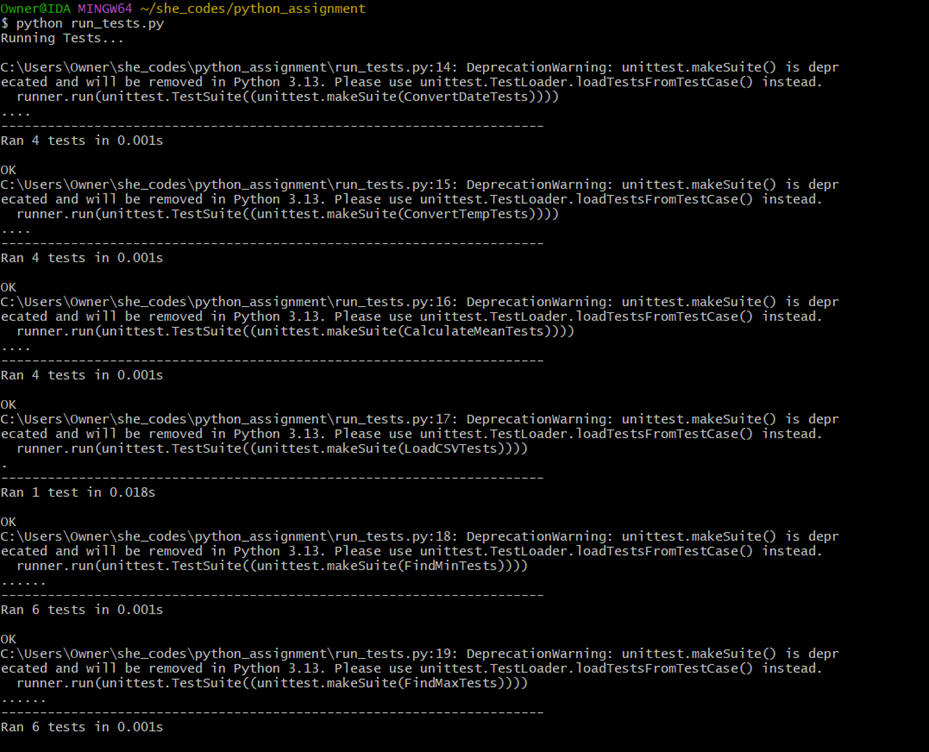 Owner@IDA MINGW64 ~/she_codes/python_assignment
$ python run_tests.py
Running Tests...
C:\Users\Owner\she_codes\python_assignment\run_tests.py:14: DeprecationWarning: unittest.makeSuite() is depr
ecated and will be removed in Python 3.13. Please use unittest.TestLoader.loadTestsFromTestCase() instead.
  runner.run(unittest.TestSuite((unittest.makeSuite(ConvertDateTests))))
....
----------------------------------------------------------------------
Ran 4 tests in 0.001s
OK
C:\Users\Owner\she_codes\python_assignment\run_tests.py:15: DeprecationWarning: unittest.makeSuite() is depr
ecated and will be removed in Python 3.13. Please use unittest.TestLoader.loadTestsFromTestCase() instead.
  runner.run(unittest.TestSuite((unittest.makeSuite(ConvertTempTests))))
....
----------------------------------------------------------------------
Ran 4 tests in 0.001s
OK
C:\Users\Owner\she_codes\python_assignment\run_tests.py:16: DeprecationWarning: unittest.makeSuite() is depr
ecated and will be removed in Python 3.13. Please use unittest.TestLoader.loadTestsFromTestCase() instead.
  runner.run(unittest.TestSuite((unittest.makeSuite(CalculateMeanTests))))
....
----------------------------------------------------------------------
Ran 4 tests in 0.001s
OK
C:\Users\Owner\she_codes\python_assignment\run_tests.py:17: DeprecationWarning: unittest.makeSuite() is depr
ecated and will be removed in Python 3.13. Please use unittest.TestLoader.loadTestsFromTestCase() instead.
  runner.run(unittest.TestSuite((unittest.makeSuite(LoadCSVTests))))
.
----------------------------------------------------------------------
Ran 1 test in 0.018s
OK
C:\Users\Owner\she_codes\python_assignment\run_tests.py:18: DeprecationWarning: unittest.makeSuite() is depr
ecated and will be removed in Python 3.13. Please use unittest.TestLoader.loadTestsFromTestCase() instead.
  runner.run(unittest.TestSuite((unittest.makeSuite(FindMinTests))))
......
----------------------------------------------------------------------
Ran 6 tests in 0.001s
OK
C:\Users\Owner\she_codes\python_assignment\run_tests.py:19: DeprecationWarning: unittest.makeSuite() is depr
ecated and will be removed in Python 3.13. Please use unittest.TestLoader.loadTestsFromTestCase() instead.
  runner.run(unittest.TestSuite((unittest.makeSuite(FindMaxTests))))
......
----------------------------------------------------------------------
Ran 6 tests in 0.001s